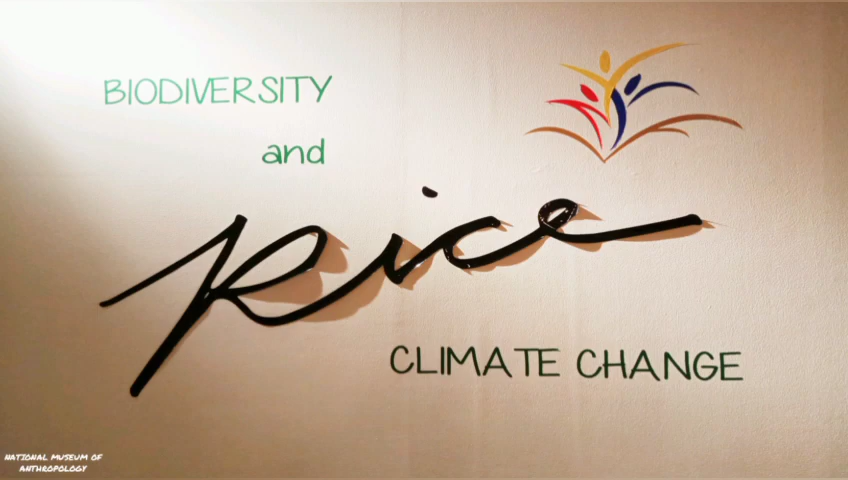 BIODIVERSITY
and
Rice
CLIMATE CHANGE
NATIONAL MUSEUM OF
ANTHROPOLOGY